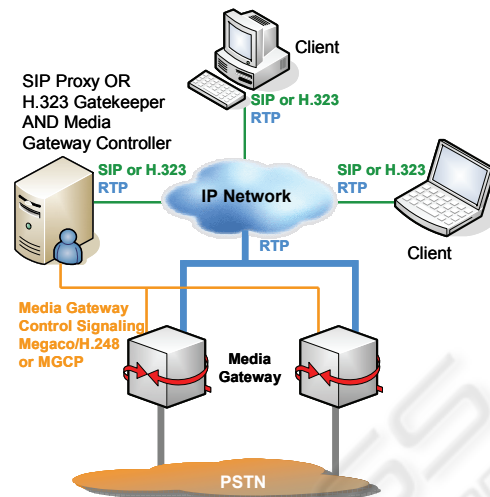 Client
SIP Proxy OR
H.323 Gatekeeper
AND Media
Gateway Controller
SIP or H.323
RTP
SIP or H.323
RTP
SIP or H.323
RTP
IP Network
Client
RTP
Media Gateway
Control Signaling
Megaco/H.248
or MGCP
Media
Gateway
PSTN